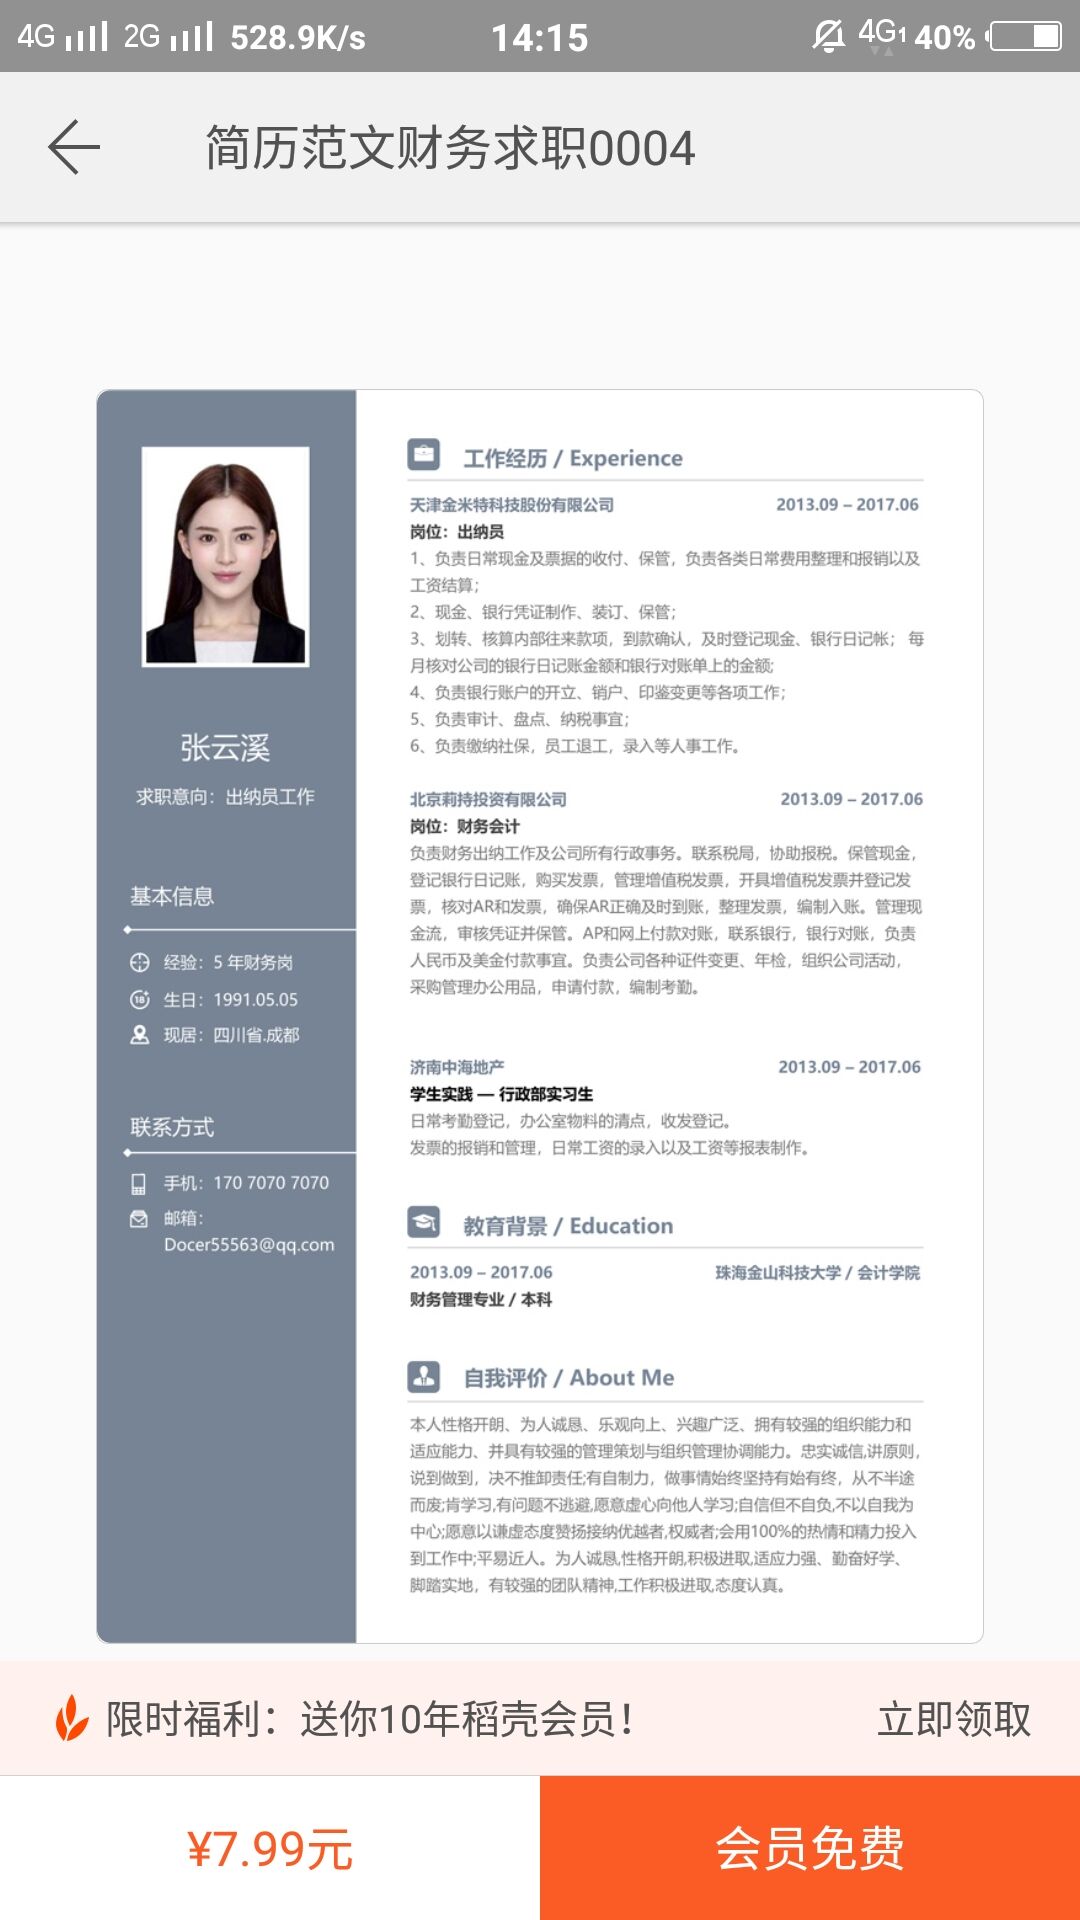 4G 2G 528.9K/s 14:15 4G1 40%
简历范文财务求职0004
张云溪
求职意向：出纳员工作
基本信息
经验：5 年财务岗
18 生日：1991.05.05
现居：四川省.成都
联系方式
手机：170 7070 7070
邮箱：
Docer55563@qq.com
工作经历 / Experience
天津金米特科技股份有限公司 2013.09 – 2017.06
岗位：出纳员
1、负责日常现金及票据的收付、保管，负责各类日常费用整理和报销以及
工资结算；
2、现金、银行凭证制作、装订、保管；
3、划转、核算内部往来款项，到款确认，及时登记现金、银行日记帐； 每
月核对公司的银行日记账金额和银行对账单上的金额;
4、负责银行账户的开立、销户、印鉴变更等各项工作；
5、负责审计、盘点、纳税事宜；
6、负责缴纳社保，员工退工，录入等人事工作。
北京莉持投资有限公司 2013.09 – 2017.06
岗位：财务会计
负责财务出纳工作及公司所有行政事务。联系税局，协助报税。保管现金，
登记银行日记账，购买发票，管理增值税发票，开具增值税发票并登记发
票，核对AR和发票，确保AR正确及时到账，整理发票，编制入账。管理现
金流，审核凭证并保管。AP和网上付款对账，联系银行，银行对账，负责
人民币及美金付款事宜。负责公司各种证件变更、年检，组织公司活动，
采购管理办公用品，申请付款，编制考勤。
济南中海地产 2013.09 – 2017.06
学生实践 — 行政部实习生
日常考勤登记，办公室物料的清点，收发登记。
发票的报销和管理，日常工资的录入以及工资等报表制作。
教育背景 / Education
2013.09 – 2017.06 珠海金山科技大学 / 会计学院
财务管理专业 / 本科
自我评价 / About Me
本人性格开朗、为人诚恳、乐观向上、兴趣广泛、拥有较强的组织能力和
适应能力、并具有较强的管理策划与组织管理协调能力。忠实诚信,讲原则，
说到做到，决不推卸责任;有自制力，做事情始终坚持有始有终，从不半途
而废;肯学习,有问题不逃避,愿意虚心向他人学习;自信但不自负,不以自我为
中心;愿意以谦虚态度赞扬接纳优越者,权威者;会用100%的热情和精力投入
到工作中;平易近人。为人诚恳,性格开朗,积极进取,适应力强、勤奋好学、
脚踏实地，有较强的团队精神,工作积极进取,态度认真。
限时福利：送你10年稻壳会员！ 立即领取
¥7.99元 会员免费